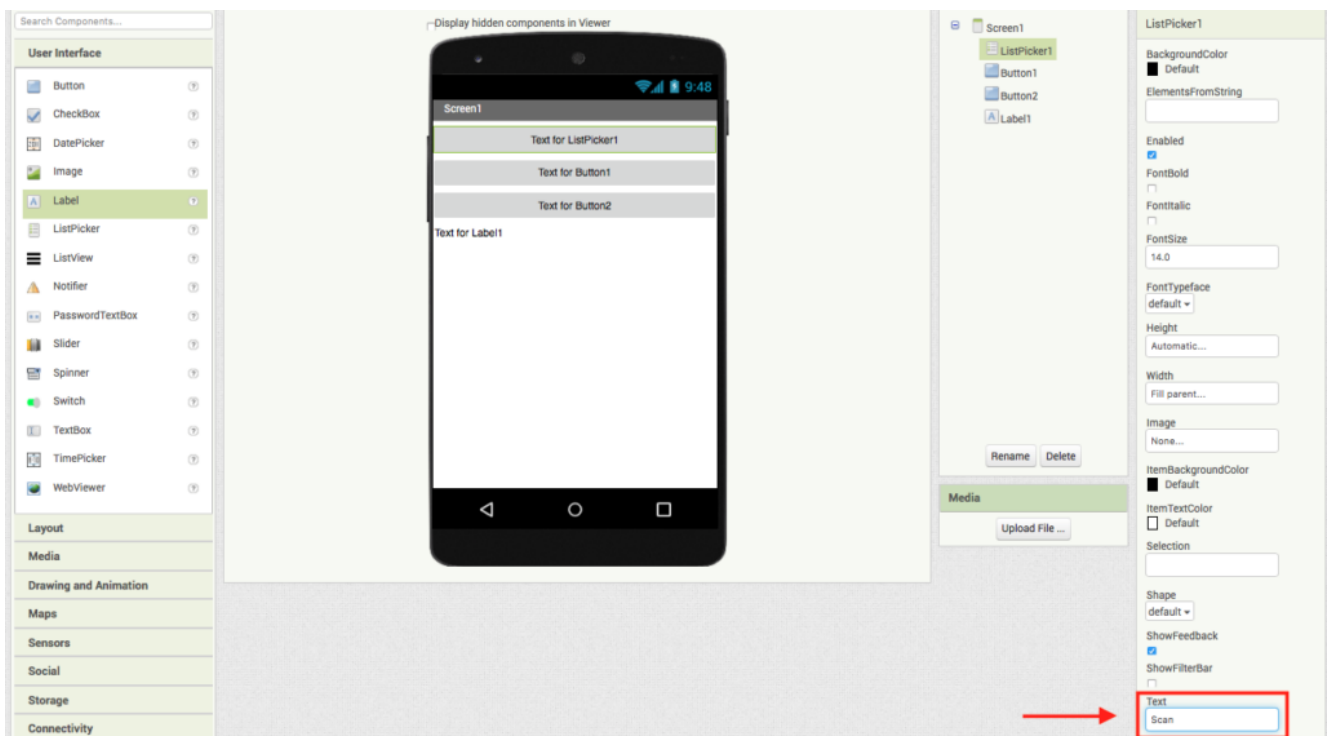 Search Components...
User Interface
Button
CheckBox
DatePicker
Image
Label
ListPicker
ListView
Notifier
PasswordTextBox
Slider
Spinner
Switch
TextBox
TimePicker
WebViewer
Layout
Media
Drawing and Animation
Maps
Sensors
Social
Storage
Connectivity
Display hidden components in Viewer
9:48
Screen1
Text for ListPicker1
Text for Button1
Text for Button2
Text for Label1
Screen1
ListPicker1
Button1
Button2
Label1
Rename Delete
Media
Upload File ...
ListPicker1
BackgroundColor
Default
ElementsFromString
Enabled
FontBold
FontItalic
FontSize
14.0
FontTypeface
default
Height
Automatic...
Width
Fill parent...
Image
None...
ItemBackgroundColor
Default
ItemTextColor
Default
Selection
Shape
default
ShowFeedback
ShowFilterBar
Text
Scan